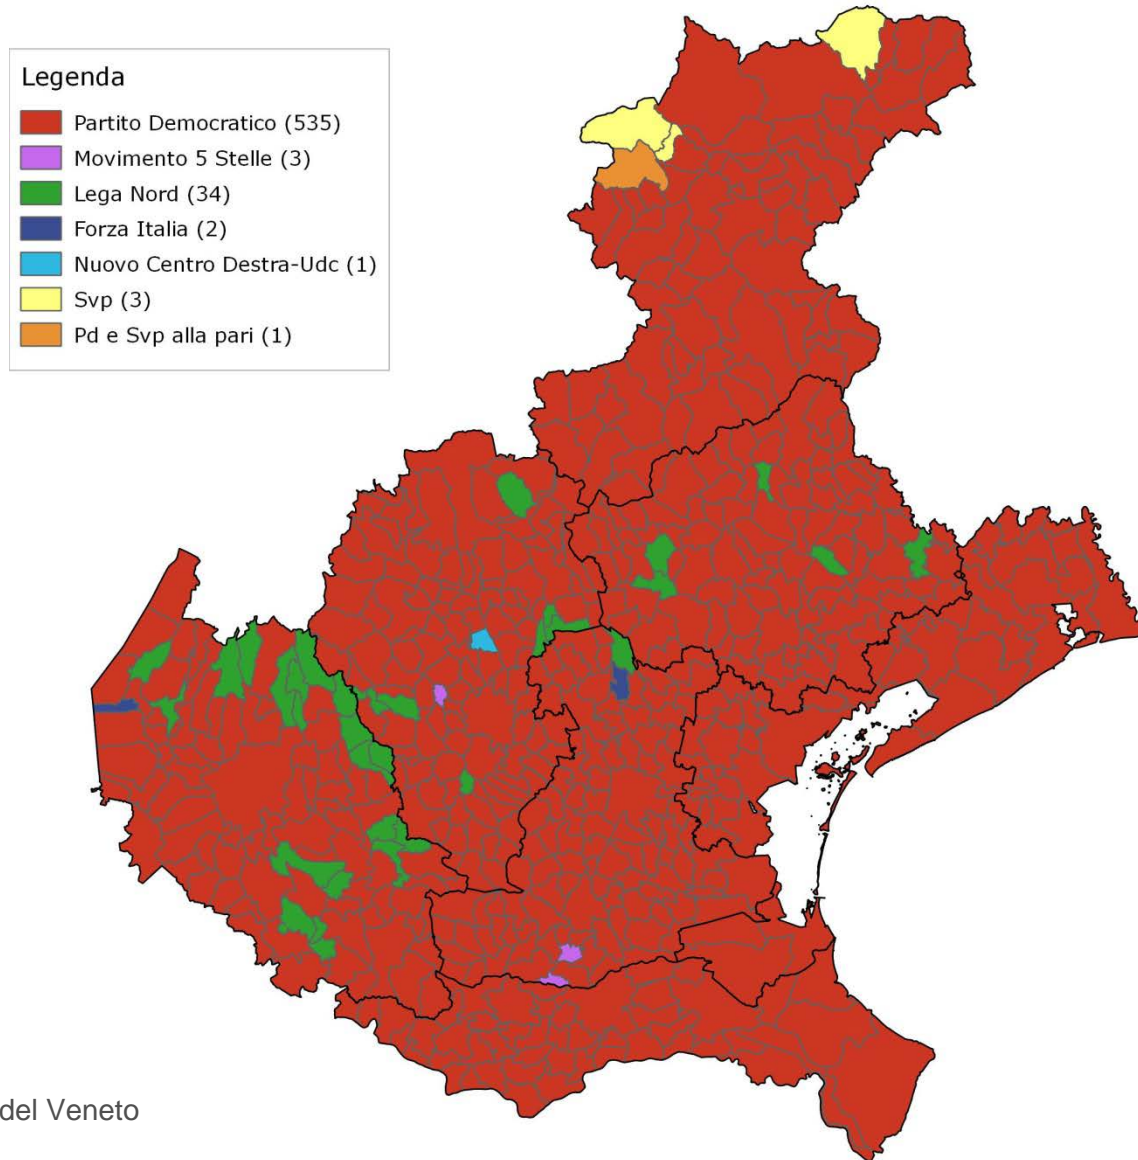 Legenda
Partito Democratico (535)
Movimento 5 Stelle (3)
Lega Nord (34)
Forza Italia (2)
Nuovo Centro Destra-Udc (1)
Svp (3)
Pd e Svp alla pari (1)
del Veneto